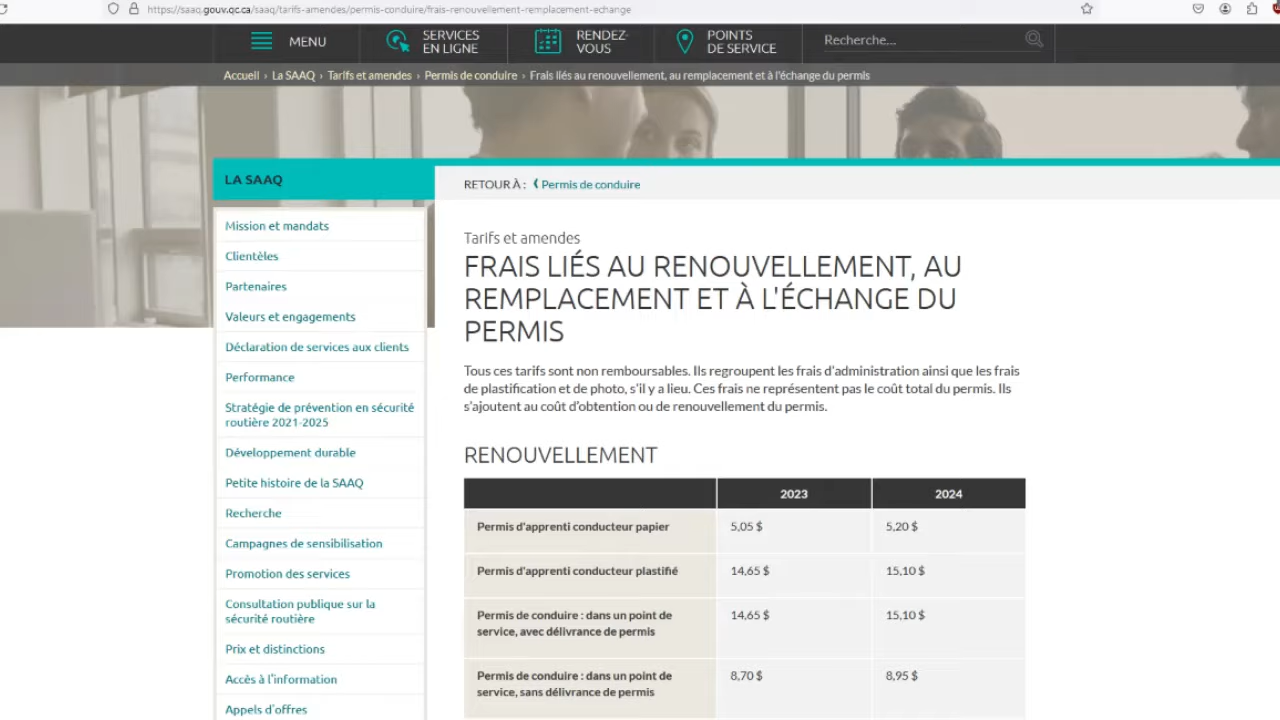 https://saaq.gouv.qc.ca/saaq/tarifs-amendes/permis-conduire/frais-renouvellement-remplacement-echange
MENU
SERVICES
EN LIGNE
RENDEZ-
VOUS
POINTS
DE SERVICE
Recherche...
Accueil › La SAAQ › Tarifs et amendes › Permis de conduire › Frais liés au renouvellement, au remplacement et à l'échange du permis
LA SAAQ
Mission et mandats
Clientèles
Partenaires
Valeurs et engagements
Déclaration de services aux clients
Performance
Stratégie de prévention en sécurité
routière 2021-2025
Développement durable
Petite histoire de la SAAQ
Recherche
Campagnes de sensibilisation
Promotion des services
Consultation publique sur la
sécurité routière
Prix et distinctions
Accès à l'information
Appels d'offres
RETOUR À : ‹ Permis de conduire
Tarifs et amendes
FRAIS LIÉS AU RENOUVELLEMENT, AU
REMPLACEMENT ET À L'ÉCHANGE DU
PERMIS
Tous ces tarifs sont non remboursables. Ils regroupent les frais d'administration ainsi que les frais
de plastification et de photo, s'il y a lieu. Ces frais ne représentent pas le coût total du permis. Ils
s'ajoutent au coût d'obtention ou de renouvellement du permis.
RENOUVELLEMENT
2023 2024
Permis d'apprenti conducteur papier 5,05 $ 5,20 $
Permis d'apprenti conducteur plastifié 14,65 $ 15,10 $
Permis de conduire : dans un point de
service, avec délivrance de permis 14,65 $ 15,10 $
Permis de conduire : dans un point de
service, sans délivrance de permis 8,70 $ 8,95 $